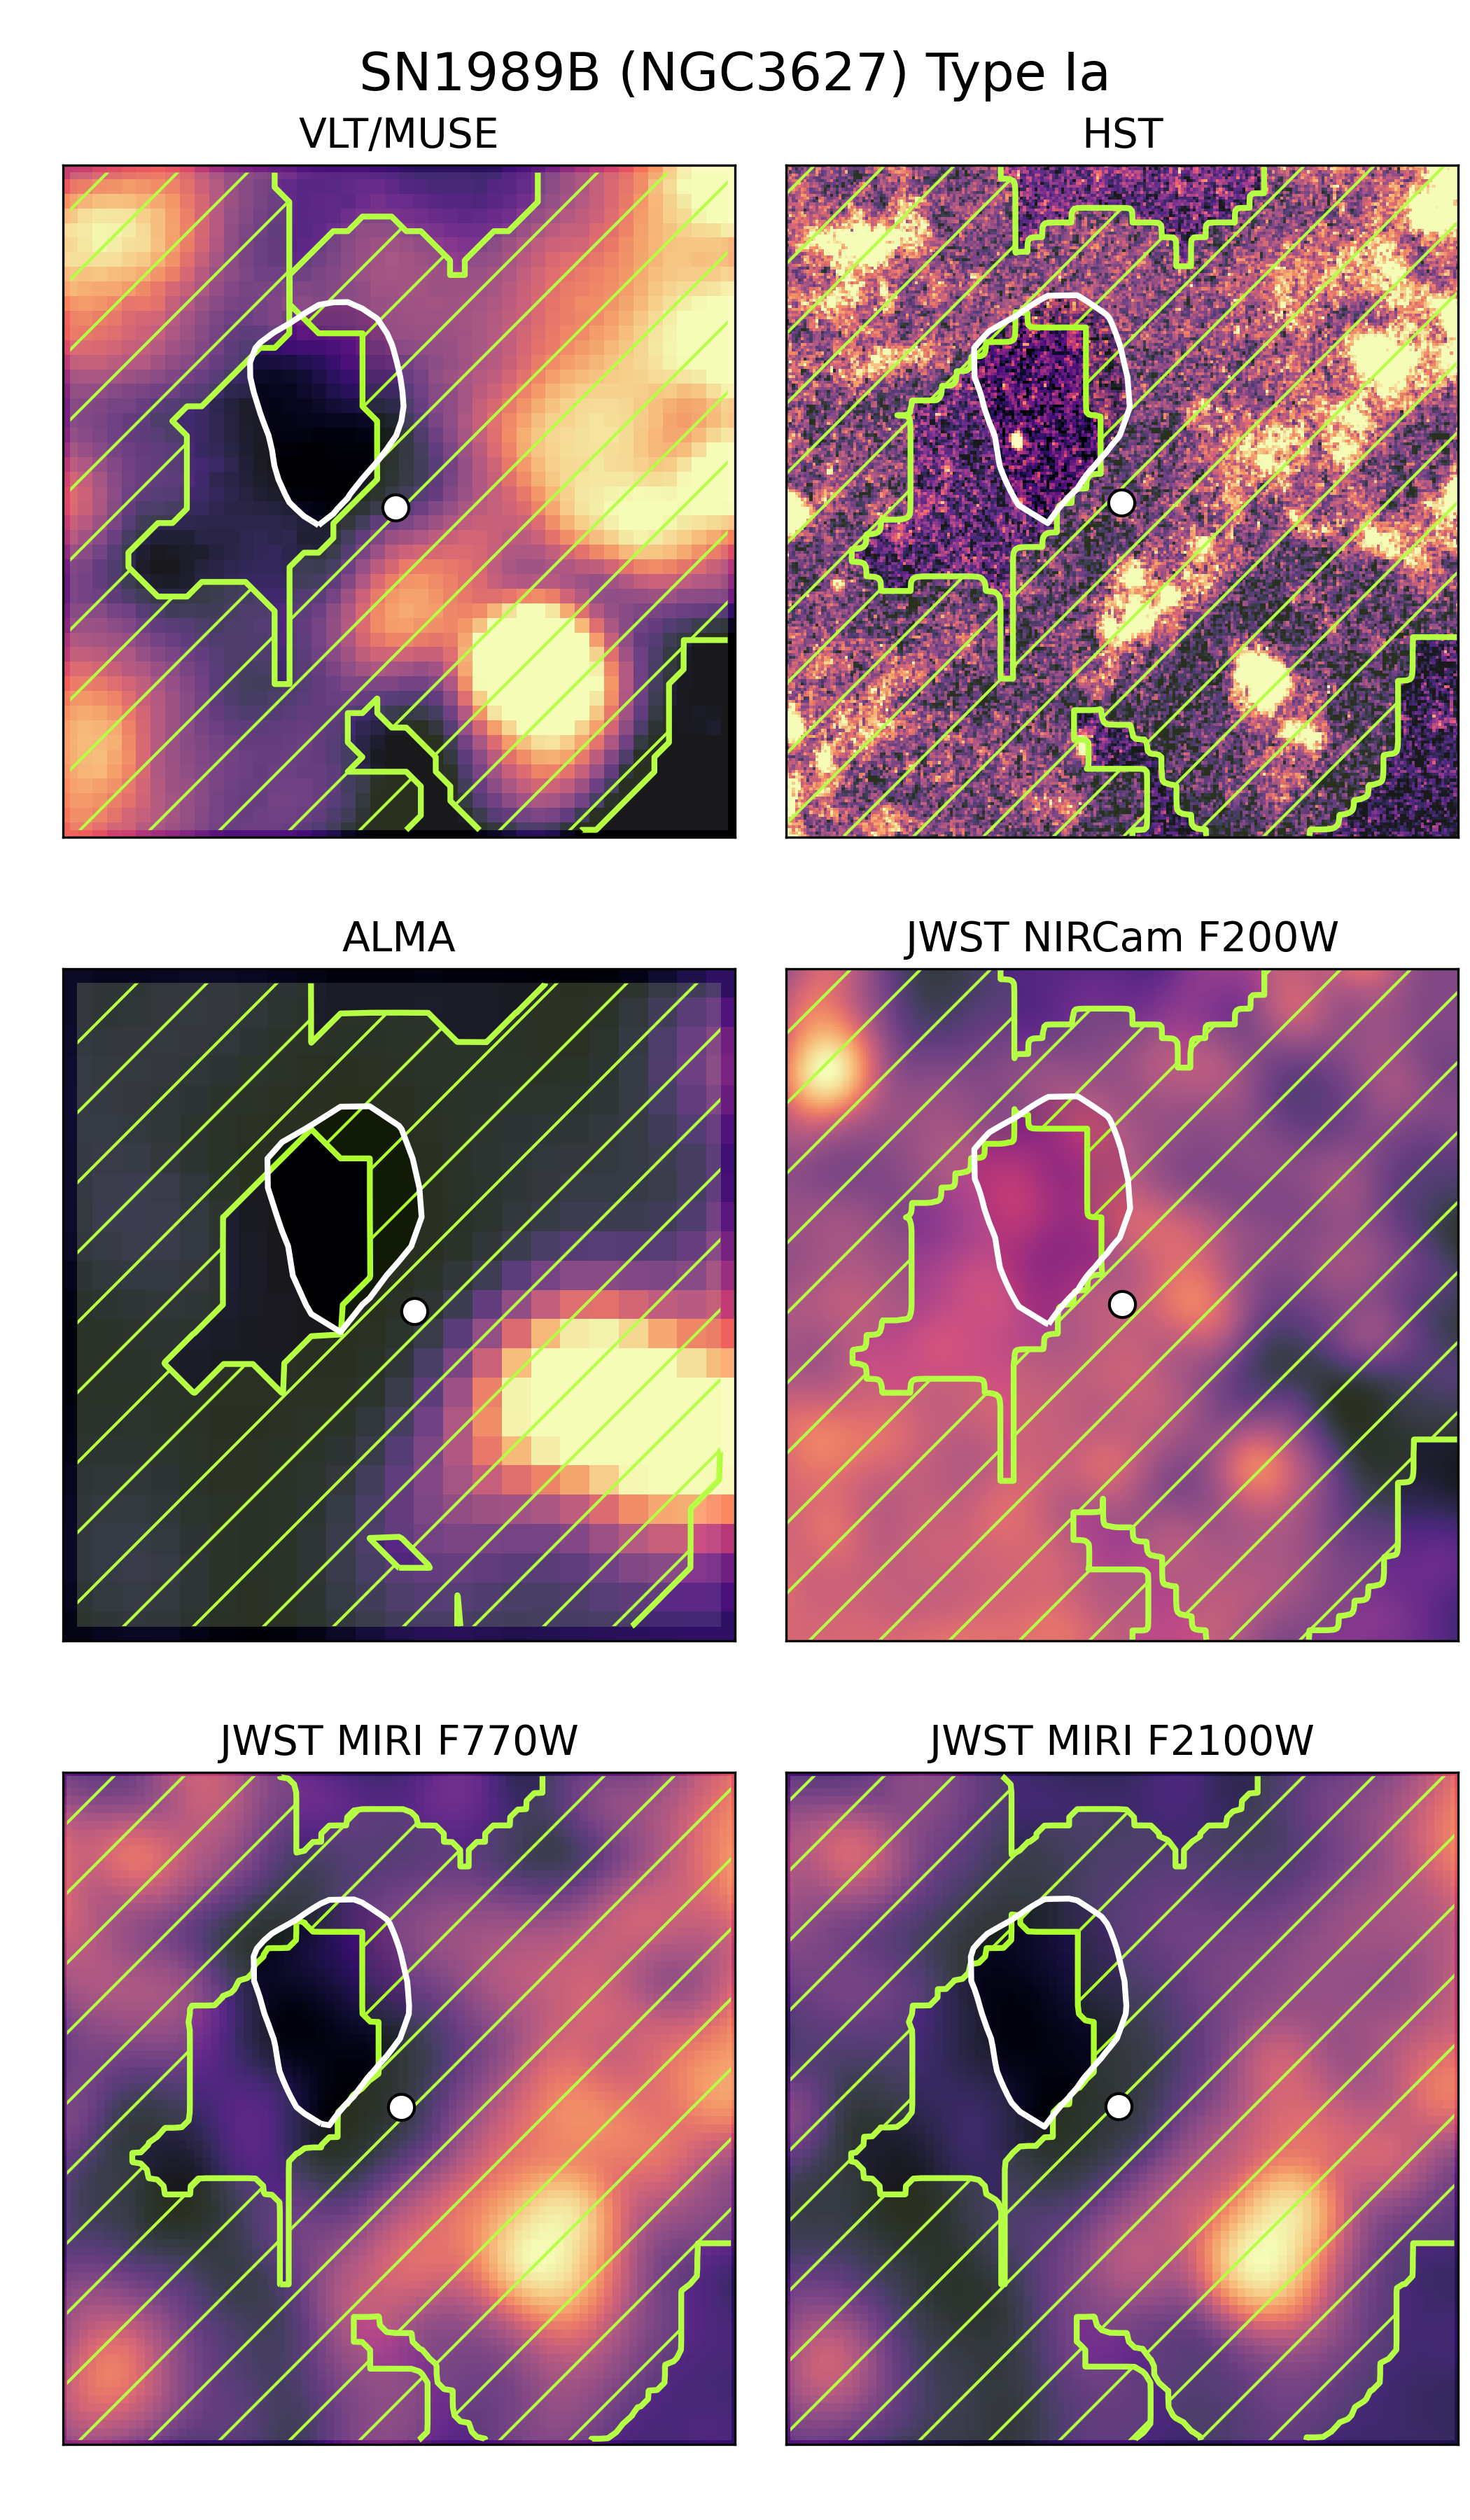 SN1989B (NGC3627) Type Ia
VLT/MUSE
HST
ALMA
JWST NIRCam F200W
JWST MIRI F770W
JWST MIRI F2100W